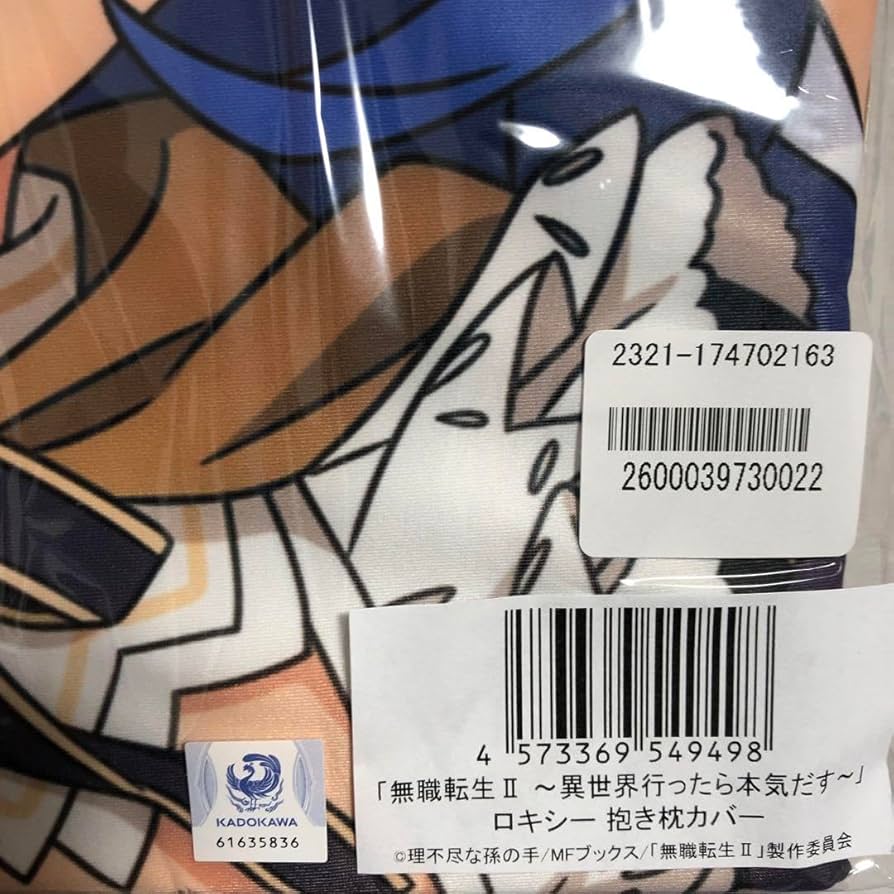 2321-174702163
2600039730022
4 573369 549498
「無職転生Ⅱ ～異世界行ったら本気だす～」
ロキシー 抱き枕カバー
©理不尽な孫の手/MFブックス/「無職転生Ⅱ」製作委員会
KADOKAWA
61635836